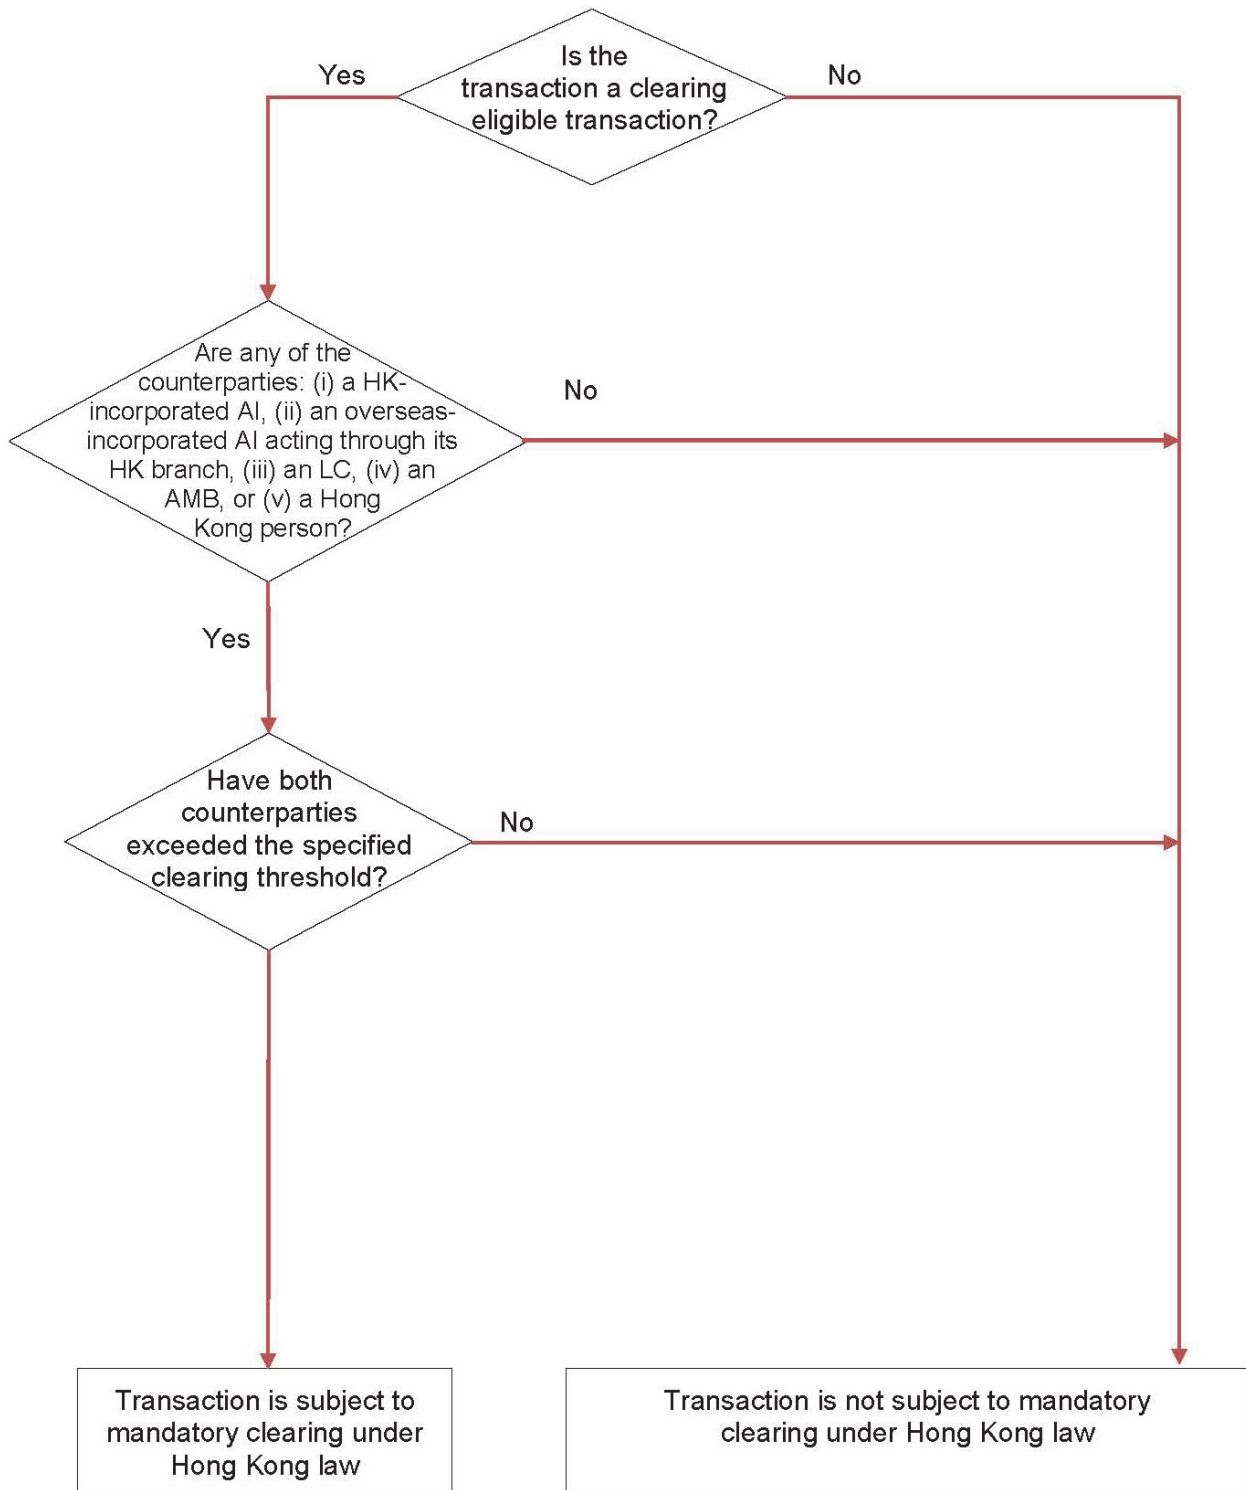 Is the
transaction a clearing
eligible transaction?
Yes
No
Are any of the
counterparties: (i) a HK-
incorporated AI, (ii) an overseas-
incorporated AI acting through its
HK branch, (iii) an LC, (iv) an
AMB, or (v) a Hong
Kong person?
No
Yes
Have both
counterparties
exceeded the specified
clearing threshold?
No
Transaction is subject to
mandatory clearing under
Hong Kong law
Transaction is not subject to mandatory
clearing under Hong Kong law